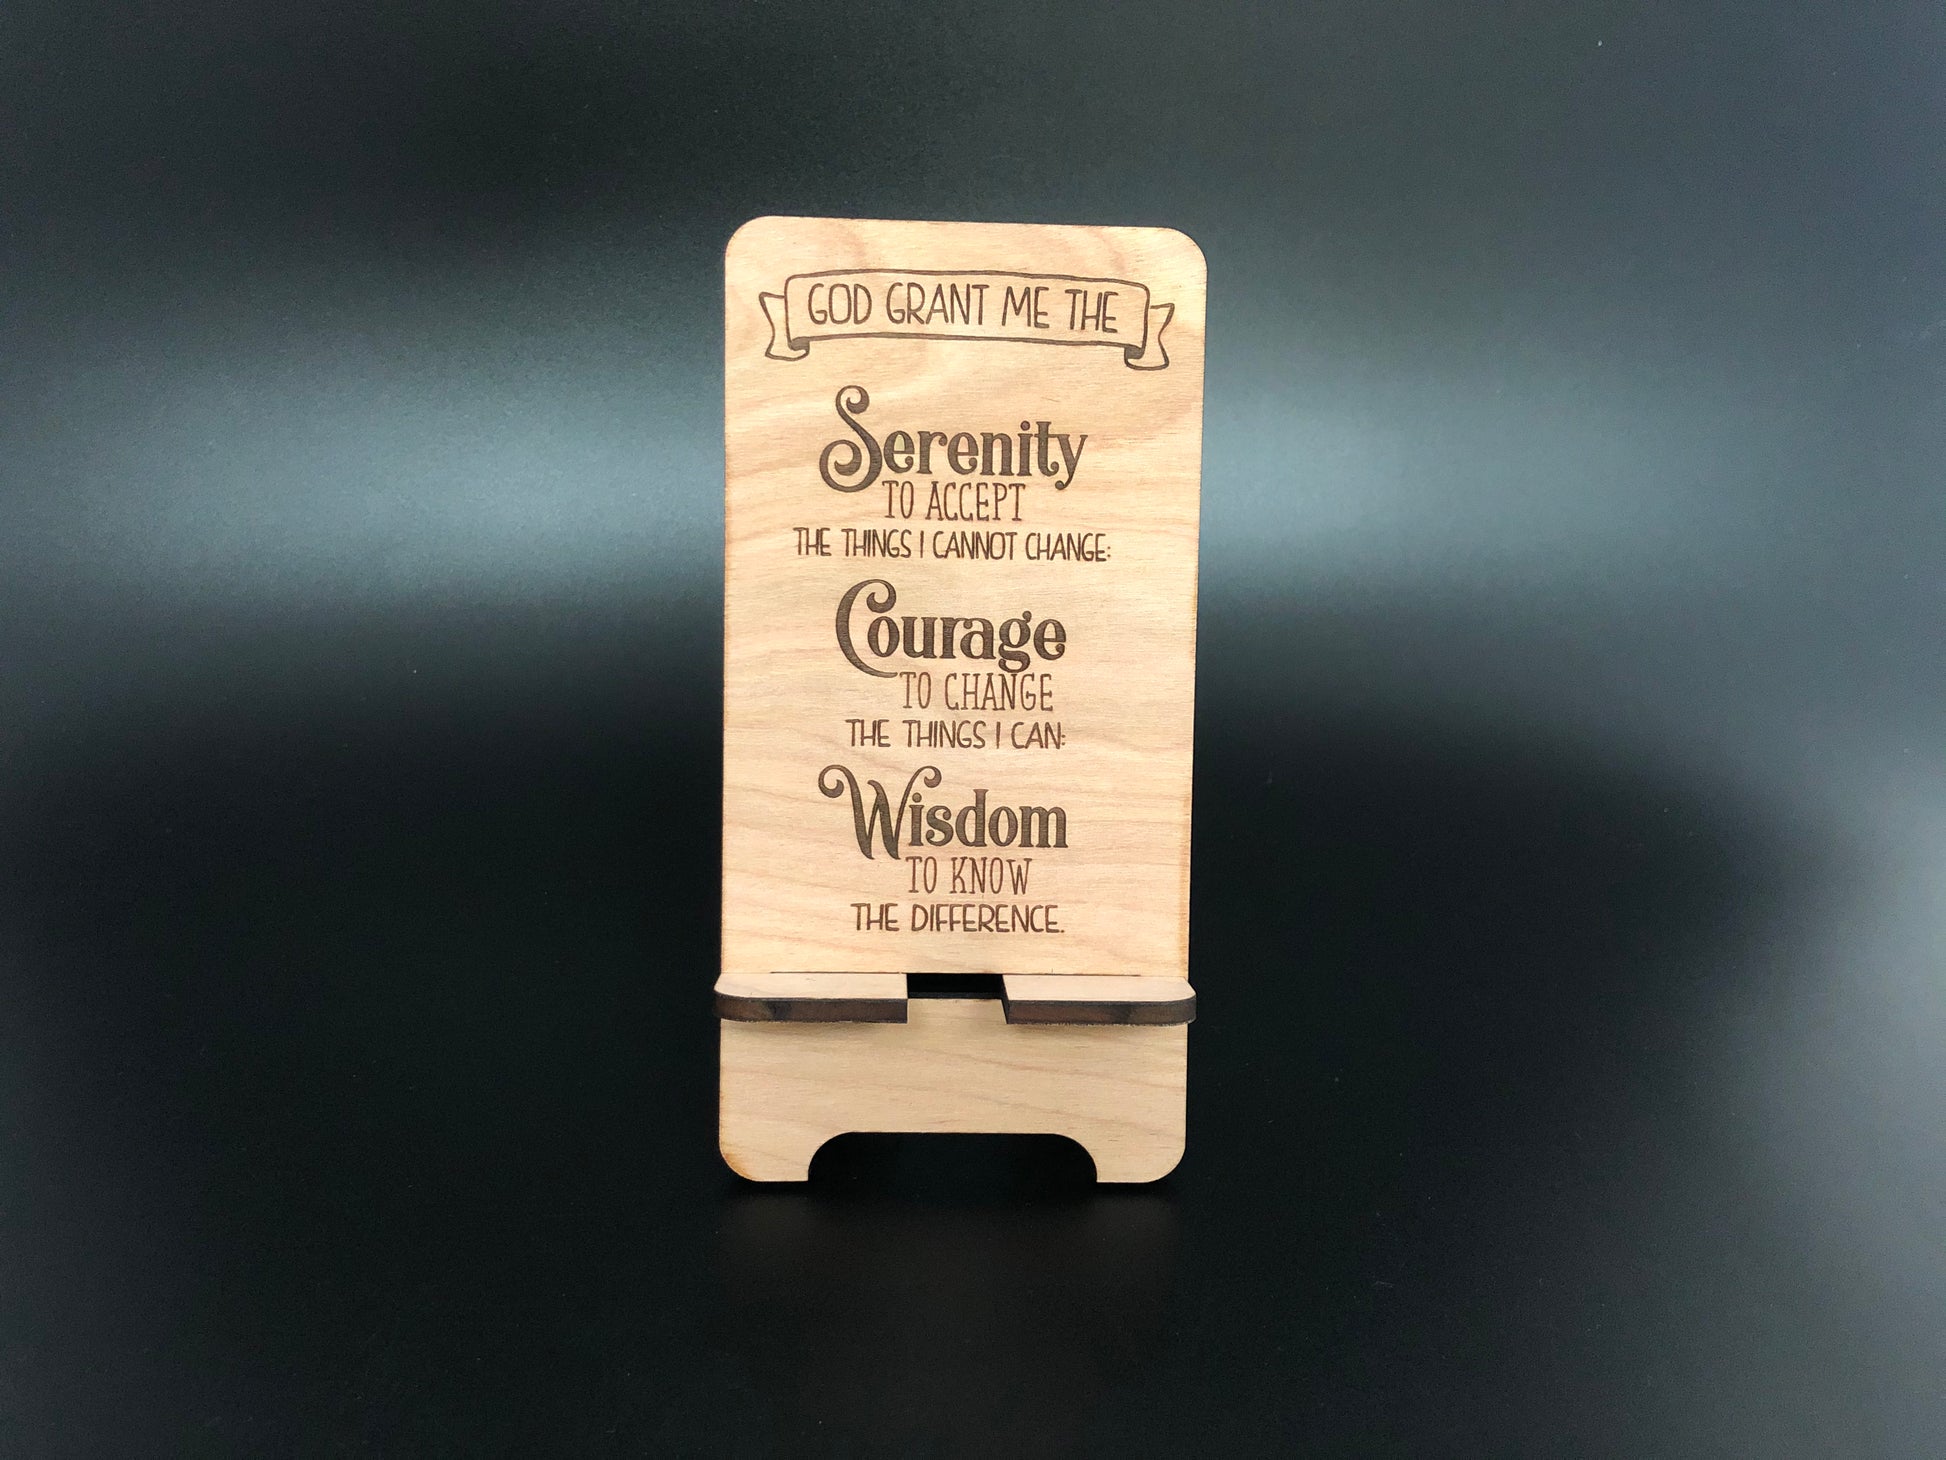 GOD GRANT ME THE
Serenity
TO ACCEPT
THE THINGS I CANNOT CHANGE:
Courage
TO CHANGE
THE THINGS I CAN:
Wisdom
TO KNOW
THE DIFFERENCE.